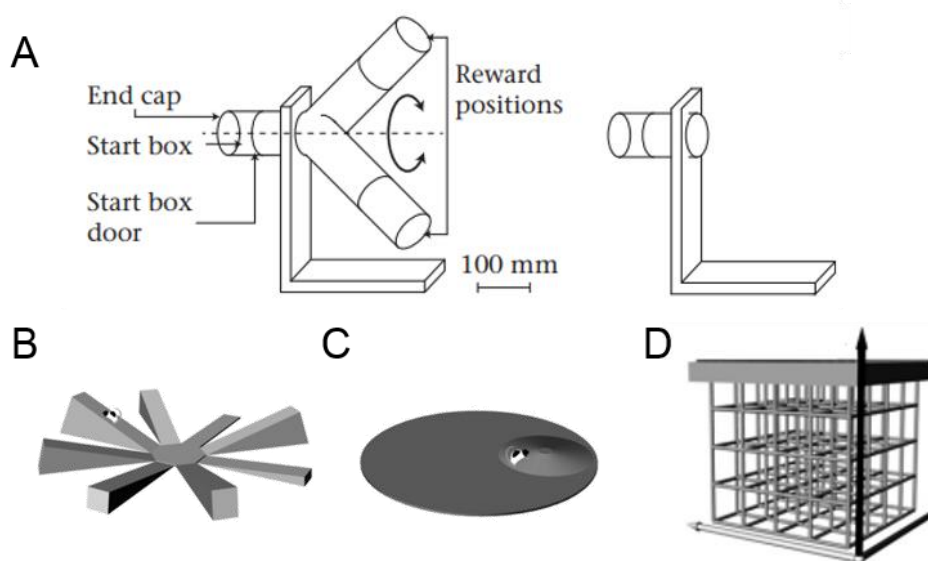 A
End cap
Start box
Start box
door
Reward
positions
100 mm
B
C
D